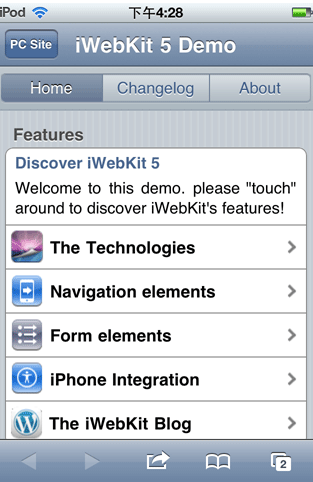 iPod 下午4:28
PC Site iWebKit 5 Demo
Home Changelog About
Features
Discover iWebKit 5
Welcome to this demo. please "touch"
around to discover iWebKit's features!
The Technologies
Navigation elements
Form elements
iPhone Integration
The iWebKit Blog
2